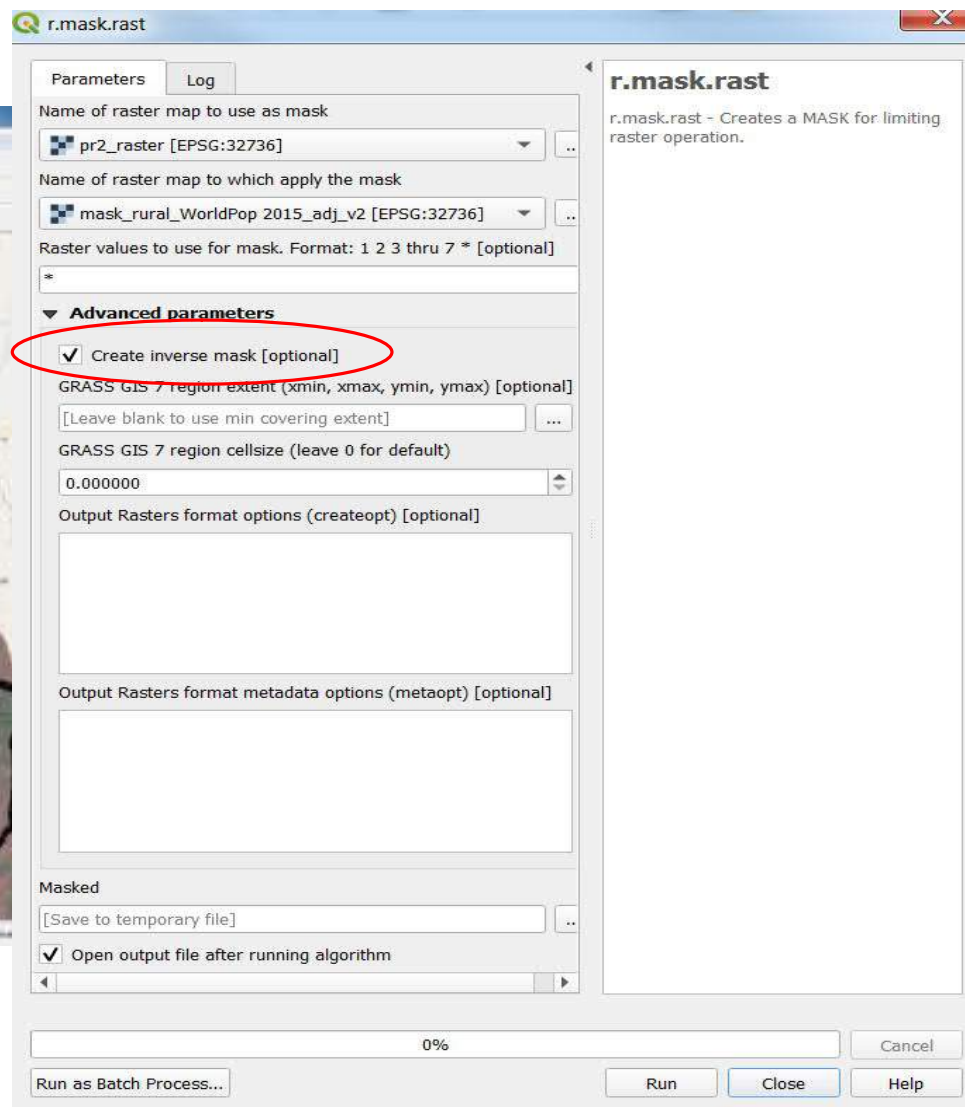 r.mask.rast
Parameters
Log
Name of raster map to use as mask
pr2_raster [EPSG:32736]
..
Name of raster map to which apply the mask
mask_rural_WorldPop 2015_adj_v2 [EPSG:32736]
..
Raster values to use for mask. Format: 1 2 3 thru 7 * [optional]
*
Advanced parameters
Create inverse mask [optional]
GRASS GIS 7 region extent (xmin, xmax, ymin, ymax) [optional]
[Leave blank to use min covering extent]
...
GRASS GIS 7 region cellsize (leave 0 for default)
0.000000
Output Rasters format options (createopt) [optional]
Output Rasters format metadata options (metaopt) [optional]
Masked
[Save to temporary file]
..
Open output file after running algorithm
r.mask.rast
r.mask.rast - Creates a MASK for limiting
raster operation.
0%
Cancel
Run as Batch Process...
Run
Close
Help